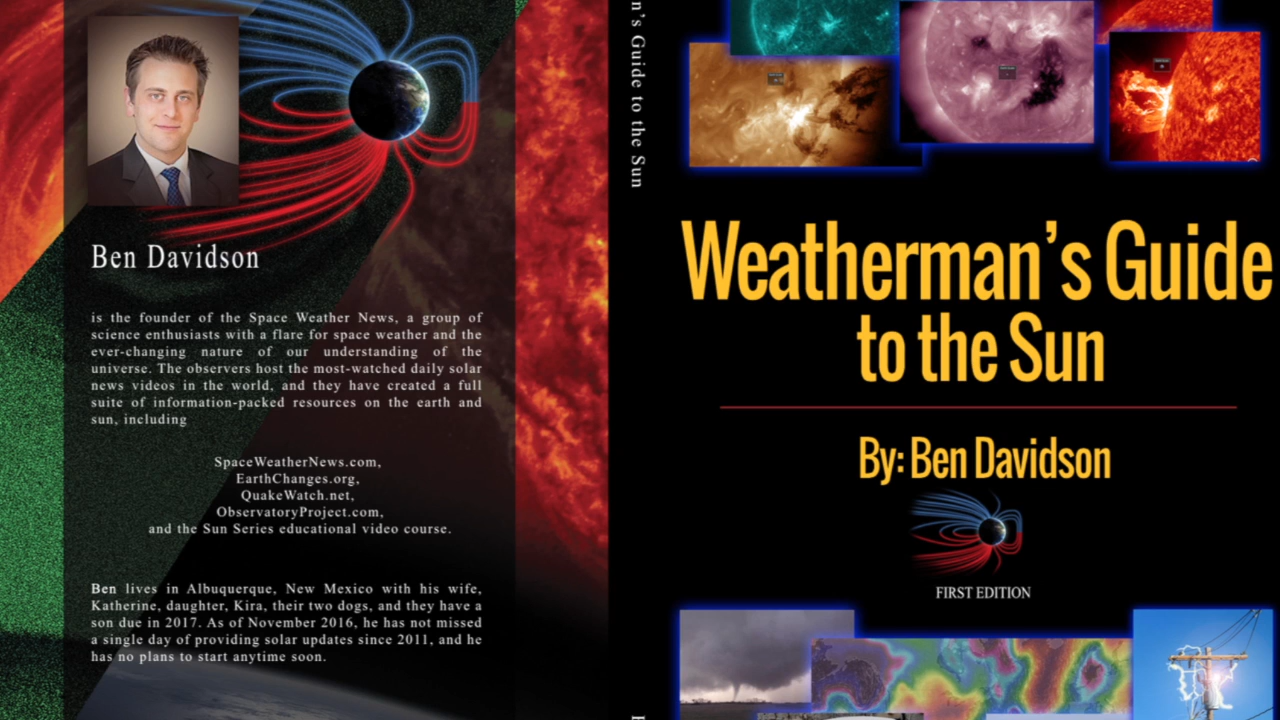 Ben Davidson
is the founder of the Space Weather News, a group of
science enthusiasts with a flare for space weather and the
ever-changing nature of our understanding of the
universe. The observers host the most-watched daily solar
news videos in the world, and they have created a full
suite of information-packed resources on the earth and
sun, including
SpaceWeatherNews.com,
EarthChanges.org,
QuakeWatch.net,
ObservatoryProject.com,
and the Sun Series educational video course.
Ben lives in Albuquerque, New Mexico with his wife,
Katherine, daughter, Kira, their two dogs, and they have a
son due in 2017. As of November 2016, he has not missed
a single day of providing solar updates since 2011, and he
has no plans to start anytime soon.
n's Guide to the Sun
Weatherman's Guide
to the Sun
By: Ben Davidson
FIRST EDITION